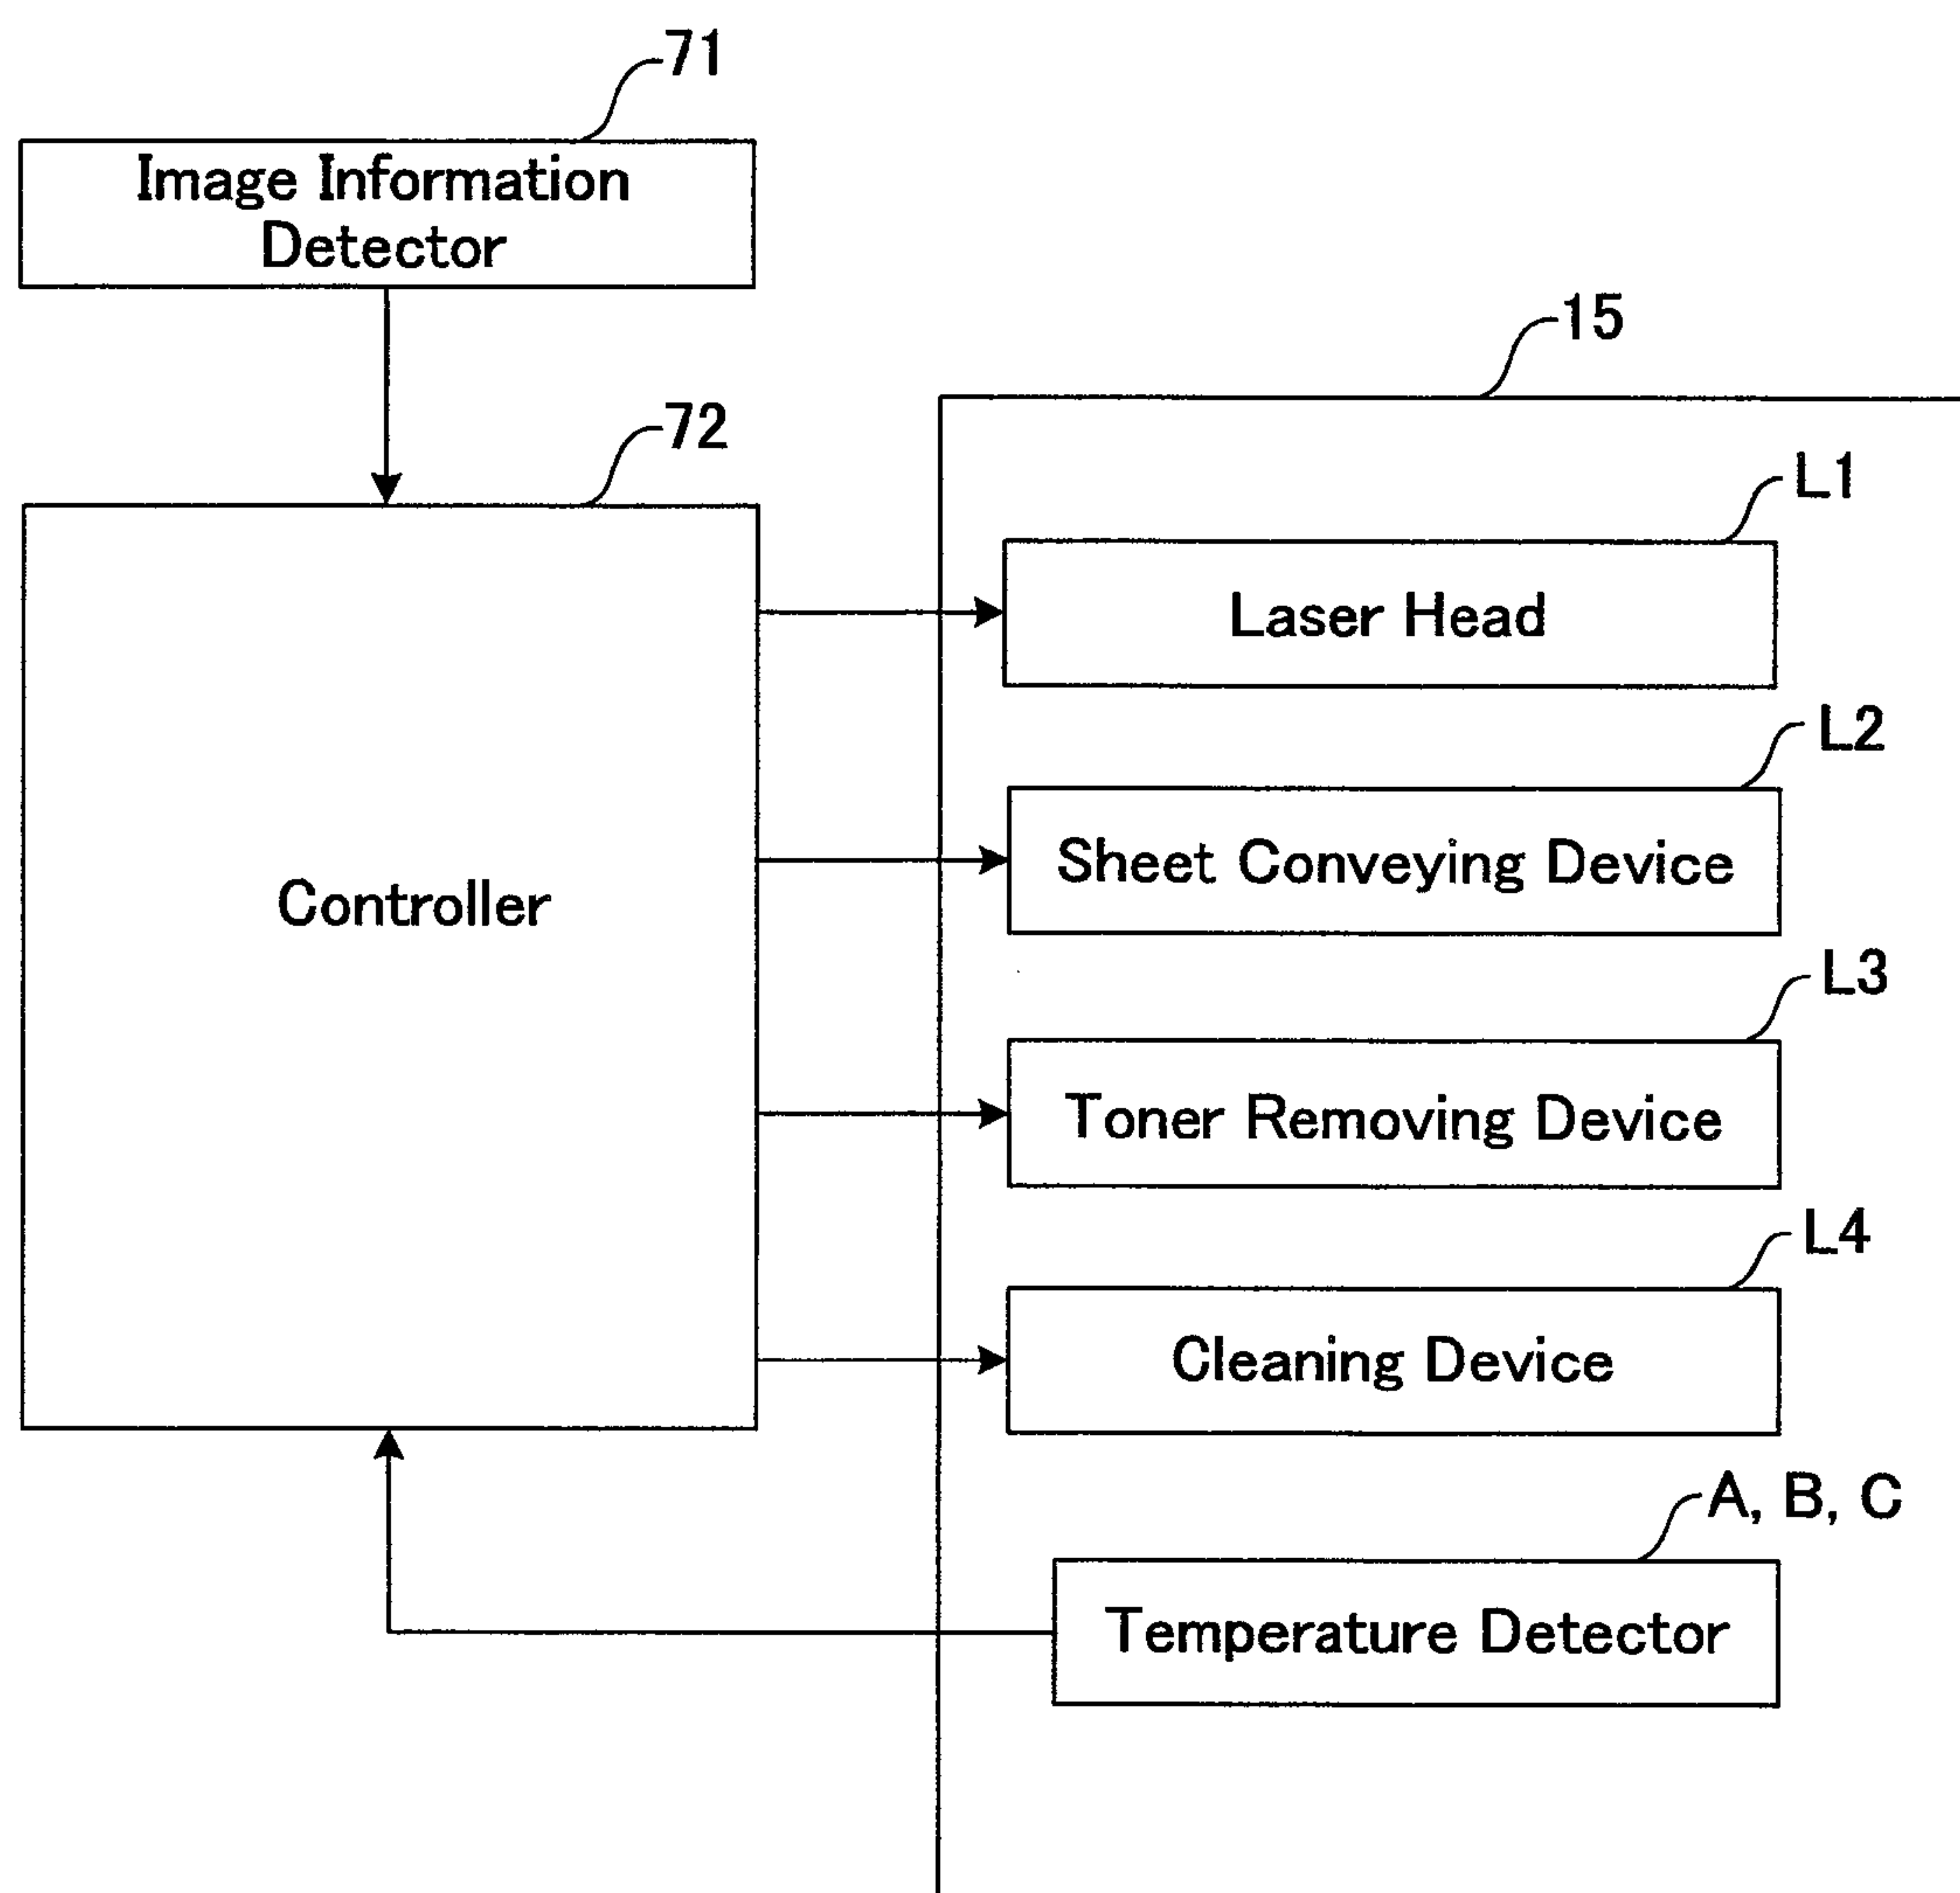 71
Image Information
Detector
15
72
L1
Laser Head
L2
Sheet Conveying Device
Controller
L3
Toner Removing Device
L4
Cleaning Device
A, B, C
Temperature Detector